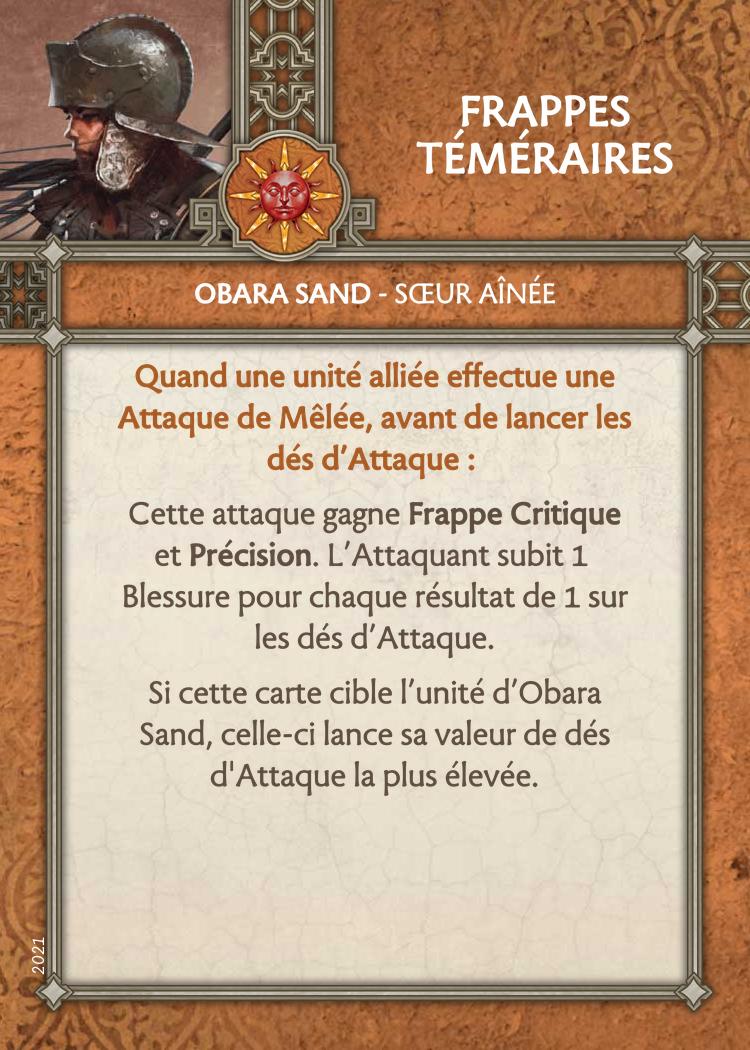 FRAPPES
TÉMÉRAIRES
OBARA SAND - SŒUR AÎNÉE
Quand une unité alliée effectue une
Attaque de Mêlée, avant de lancer les
dés d’Attaque :
Cette attaque gagne Frappe Critique
et Précision. L’Attaquant subit 1
Blessure pour chaque résultat de 1 sur
les dés d’Attaque.
Si cette carte cible l’unité d’Obara
Sand, celle-ci lance sa valeur de dés
d'Attaque la plus élevée.
2021